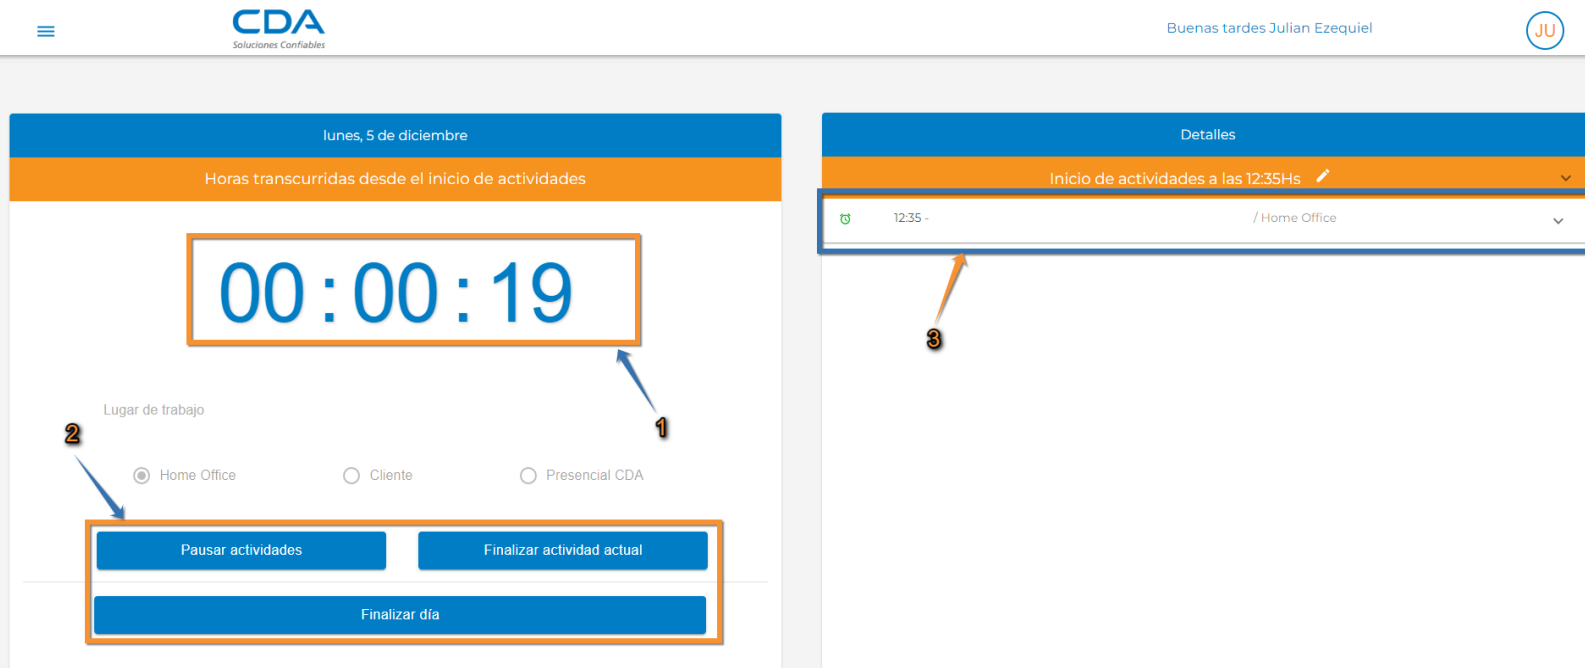 CDA
Soluciones Confiables
Buenas tardes Julian Ezequiel
JU
lunes, 5 de diciembre
Horas transcurridas desde el inicio de actividades
00 : 00 : 19
1
Lugar de trabajo
2
Home Office
Cliente
Presencial CDA
Pausar actividades
Finalizar actividad actual
Finalizar día
Detalles
Inicio de actividades a las 12:35Hs
12:35 -
/ Home Office
3